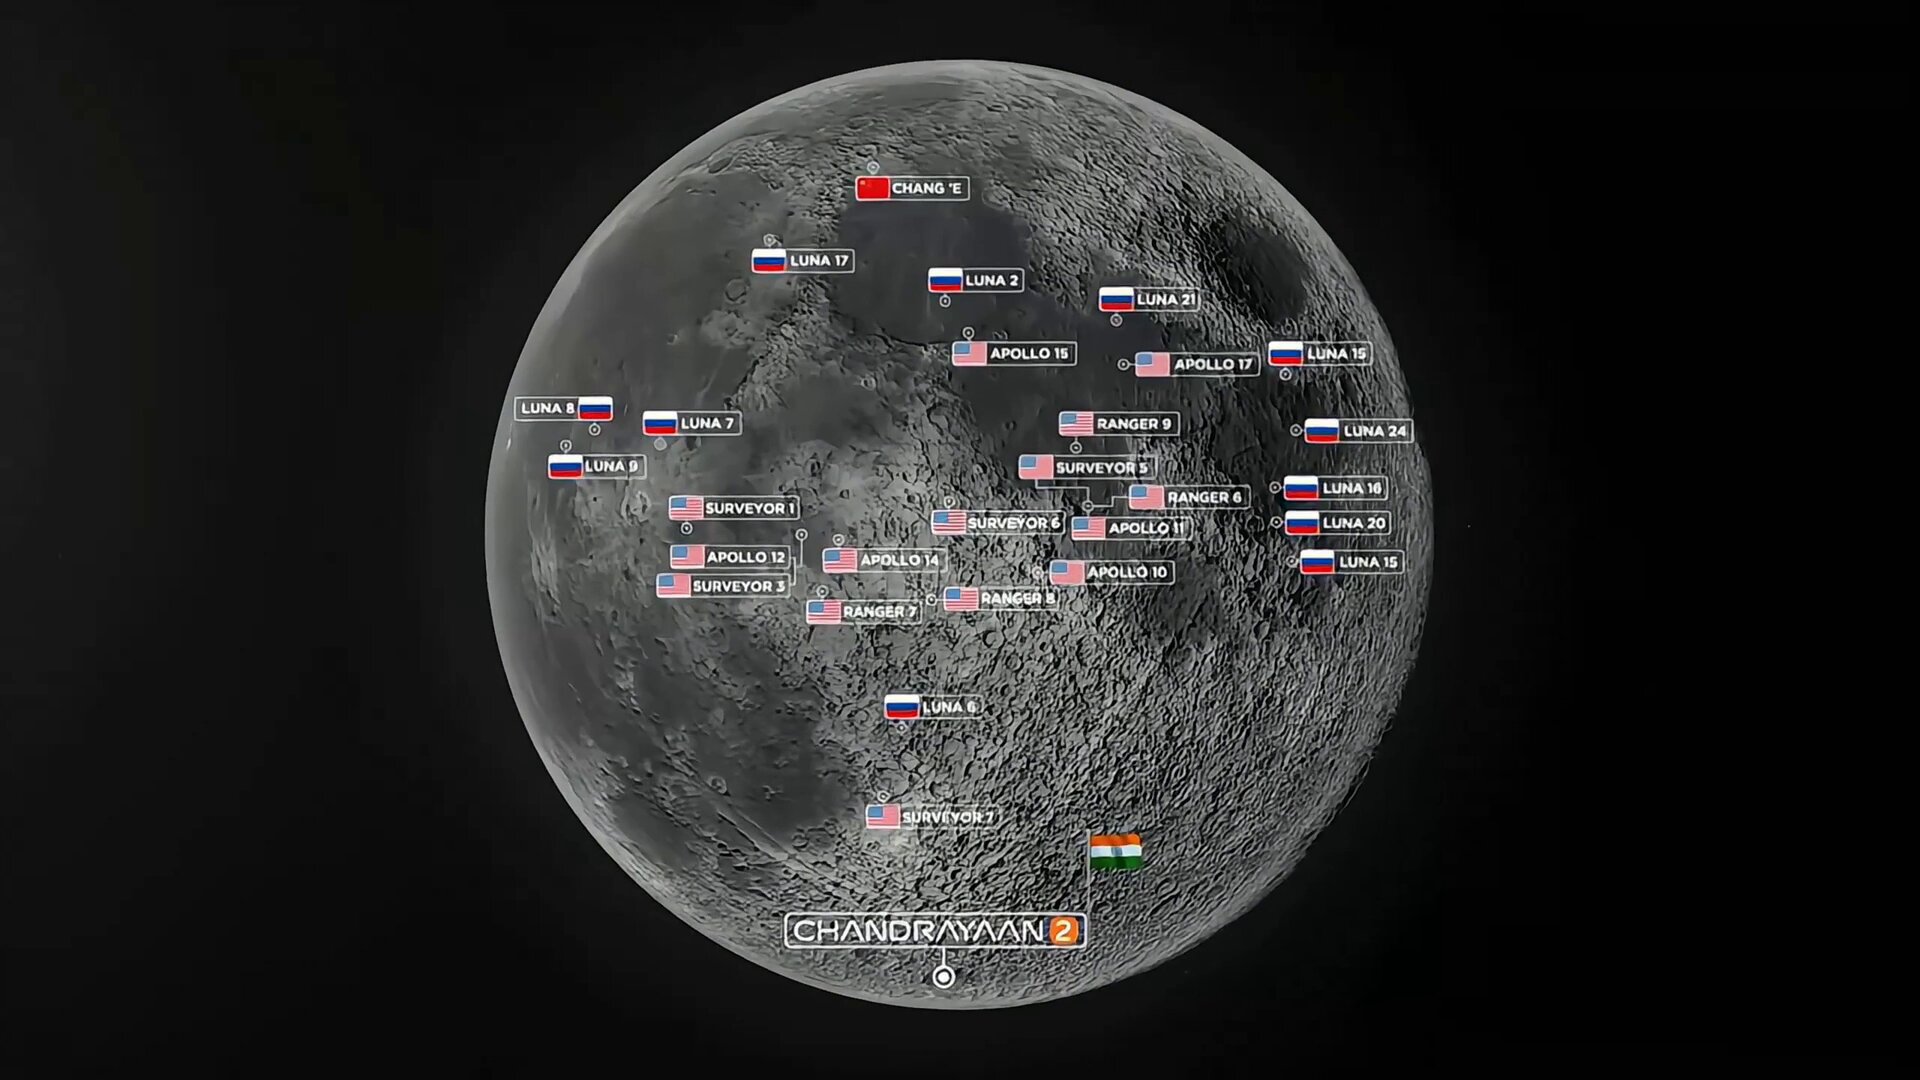 CHANG 'E
LUNA 17
LUNA 2
LUNA 21
APOLLO 15
LUNA 15
APOLLO 17
LUNA 8
LUNA 7
RANGER 9
LUNA 24
LUNA 9
SURVEYOR 5
LUNA 16
RANGER 6
SURVEYOR 1
SURVEYOR 6
LUNA 20
APOLLO 11
APOLLO 12
APOLLO 14
LUNA 15
APOLLO 10
SURVEYOR 3
RANGER 8
RANGER 7
LUNA 6
SURVEYOR 7
CHANDRAYAAN 2